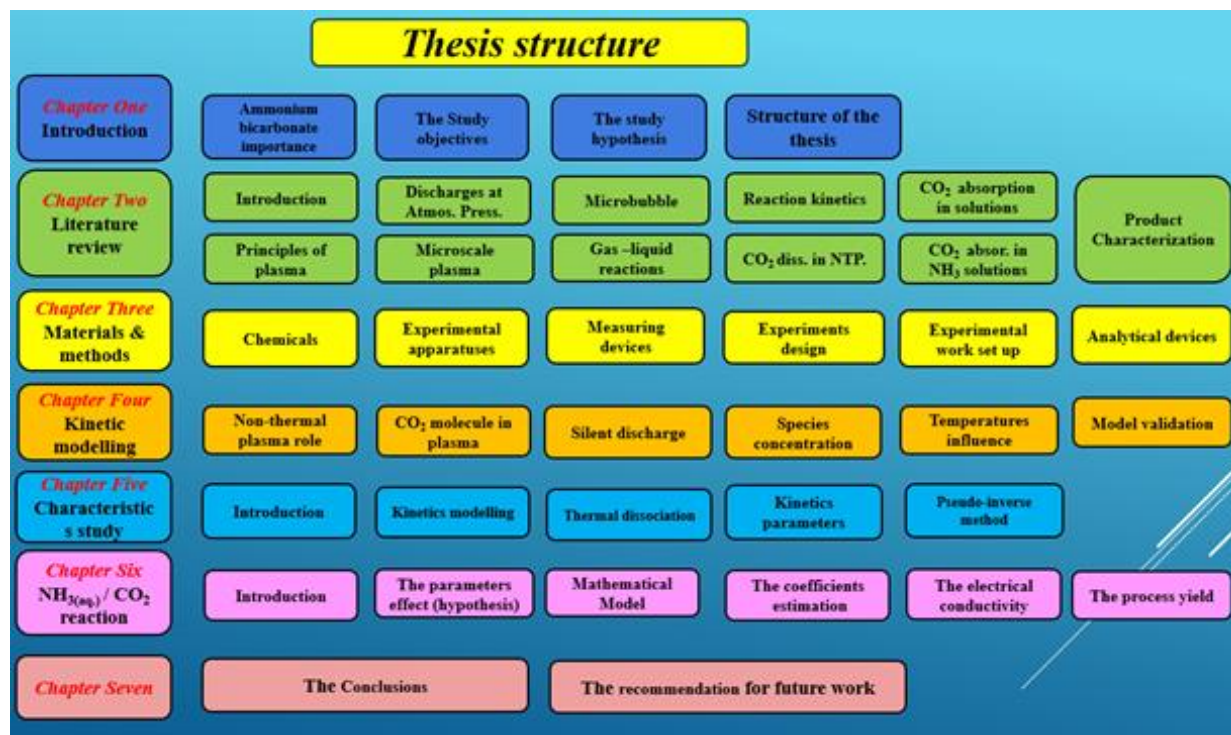 Thesis structure
Chapter One
Introduction
Ammonium
bicarbonate
importance
The Study
objectives
The study
hypothesis
Structure of the
thesis
Chapter Two
Literature
review
Introduction
Discharges at
Atmos. Press.
Microbubble
Reaction kinetics
CO₂ absorption
in solutions
Product
Characterization
Principles of
plasma
Microscale
plasma
Gas –liquid
reactions
CO₂ diss. in NTP.
CO₂ absor. in
NH₃ solutions
Chapter Three
Materials &
methods
Chemicals
Experimental
apparatuses
Measuring
devices
Experiments
design
Experimental
work set up
Analytical devices
Chapter Four
Kinetic
modelling
Non-thermal
plasma role
CO₂ molecule in
plasma
Silent discharge
Species
concentration
Temperatures
influence
Model validation
Chapter Five
Characteristic
s study
Introduction
Kinetics modelling
Thermal dissociation
Kinetics
parameters
Pseudo-inverse
method
Chapter Six
NH₃(aq.) / CO₂
reaction
Introduction
The parameters
effect (hypothesis)
Mathematical
Model
The coefficients
estimation
The electrical
conductivity
The process yield
Chapter Seven
The Conclusions
The recommendation for future work